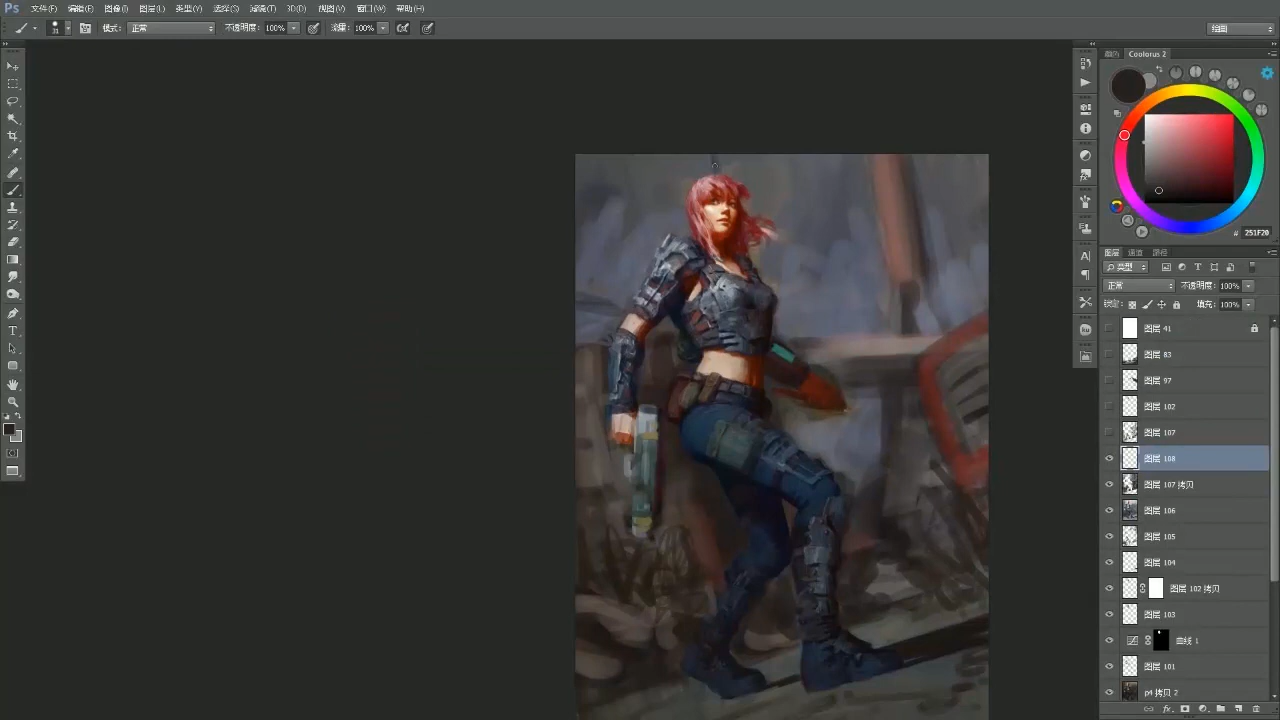 Ps 文件(F) 编辑(E) 图像(I) 图层(L) 类型(Y) 选择(S) 滤镜(T) 3D(D) 视图(V) 窗口(W) 帮助(H)
31 模式: 正常 不透明度: 100% 流量: 100% 绘画
颜色 Coolorus 2
# 251F20
图层 通道 路径
类型
正常 不透明度: 100%
锁定: 填充: 100%
图层 41
图层 83
图层 97
图层 102
图层 107
图层 108
图层 107 拷贝
图层 106
图层 105
图层 104
图层 102 拷贝
图层 103
曲线 1
图层 101
p4 拷贝 2